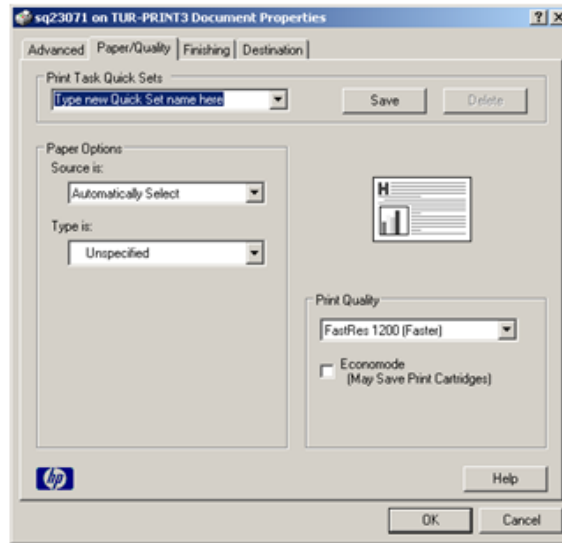 sq23071 on TUR-PRINT3 Document Properties
Advanced Paper/Quality Finishing Destination
Print Task Quick Sets
Type new Quick Set name here
Save Delete
Paper Options
Source is:
Automatically Select
Type is:
Unspecified
H
Print Quality
FastRes 1200 (Faster)
Economode
(May Save Print Cartridges)
hp
Help
OK Cancel